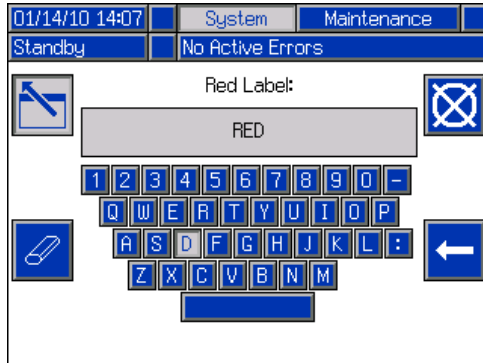 01/14/10 14:07 System Maintenance
Standby No Active Errors
Red Label:
RED
1 2 3 4 5 6 7 8 9 0 -
Q W E R T Y U I O P
A S D F G H J K L :
Z X C V B N M